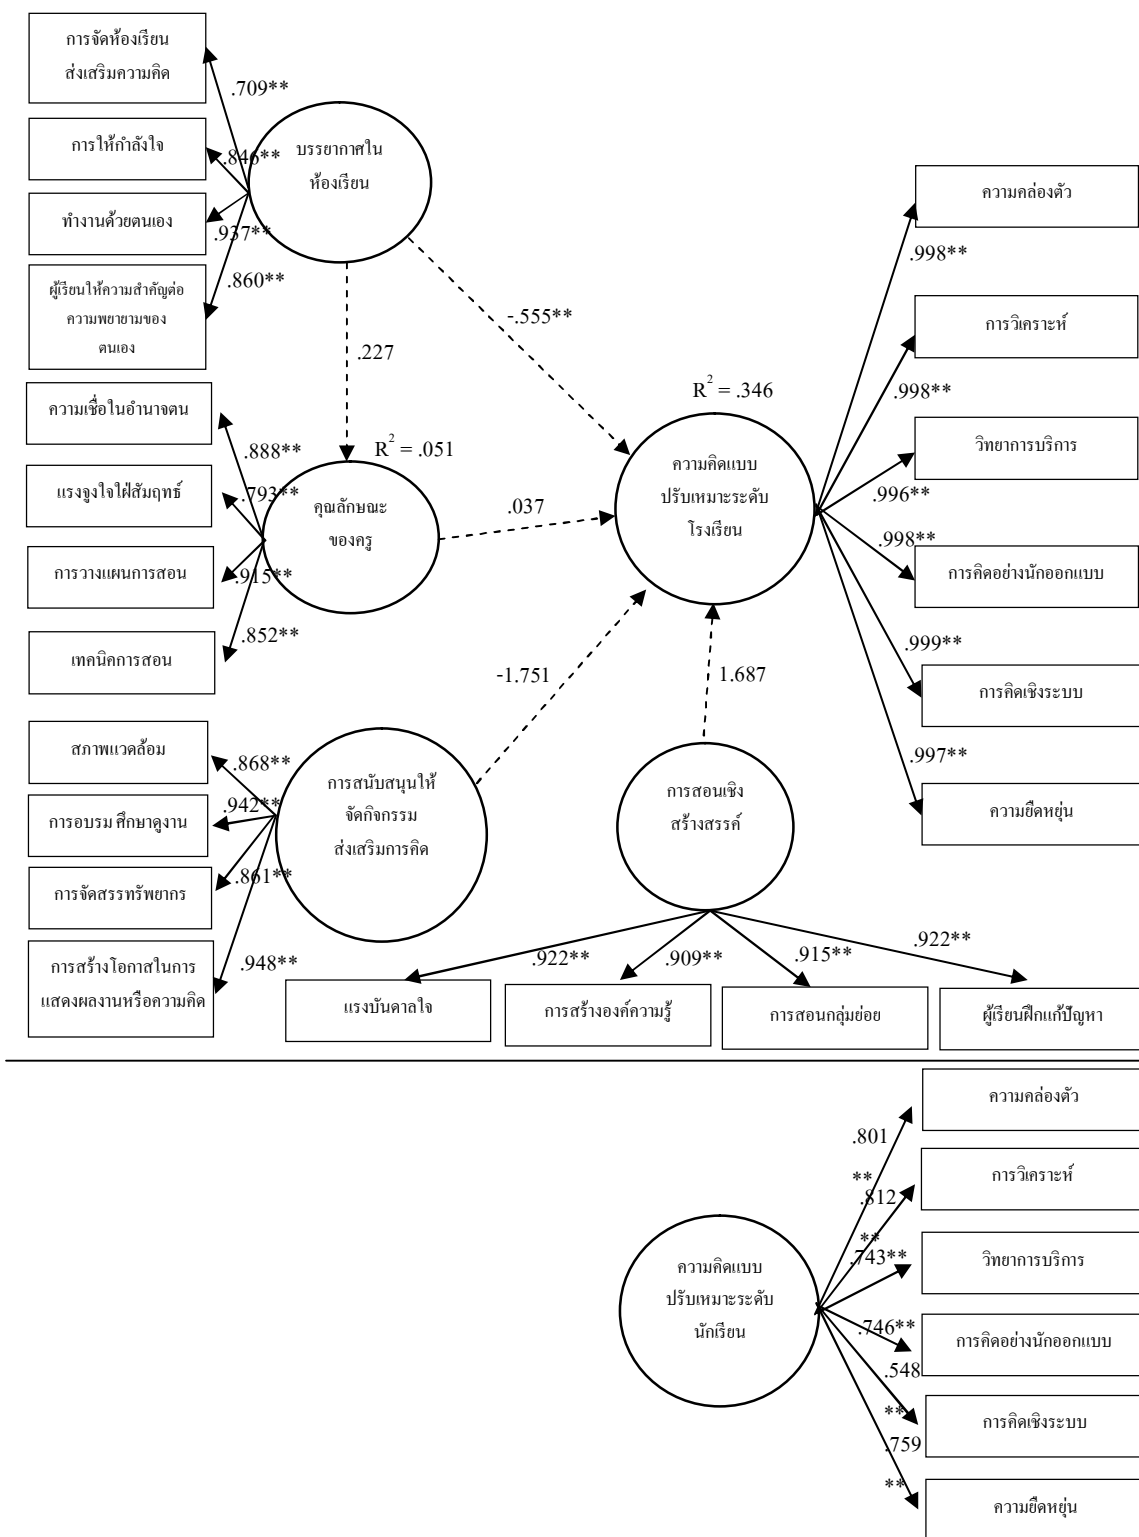 การจัดห้องเรียน
ส่งเสริมความคิด
.709**
การให้กำลังใจ
.846**
บรรยากาศใน
ห้องเรียน
ทำงานด้วยตนเอง
.937**
ผู้เรียนให้ความสำคัญต่อ
ความพยายามของ
ตนเอง
.860**
ความคล่องตัว
.998**
การวิเคราะห์
.998**
วิทยาการบริการ
.996**
การคิดอย่างนักออกแบบ
.998**
การคิดเชิงระบบ
.999**
ความยืดหยุ่น
.997**
-.555**
.227
R² = .346
ความคิดแบบ
ปรับเหมาะระดับ
โรงเรียน
ความเชื่อในอำนาจตน
.888**
แรงจูงใจใฝ่สัมฤทธ์
.793**
การวางแผนการสอน
.915**
เทคนิคการสอน
.852**
R² = .051
คุณลักษณะ
ของครู
.037
-1.751
1.687
สภาพแวดล้อม
.868**
การอบรม ศึกษาดูงาน
.942**
การจัดสรรทรัพยากร
.861**
การสร้างโอกาสในการ
แสดงผลงานหรือความคิด
.948**
การสนับสนุนให้
จัดกิจกรรม
ส่งเสริมการคิด
การสอนเชิง
สร้างสรรค์
.922**
.909**
.915**
.922**
แรงบันดาลใจ
การสร้างองค์ความรู้
การสอนกลุ่มย่อย
ผู้เรียนฝึกแก้ปัญหา
ความคล่องตัว
.801
**
การวิเคราะห์
.812
**
วิทยาการบริการ
.743**
ความคิดแบบ
ปรับเหมาะระดับ
นักเรียน
การคิดอย่างนักออกแบบ
.746**
การคิดเชิงระบบ
.548
**
ความยืดหยุ่น
.759
**